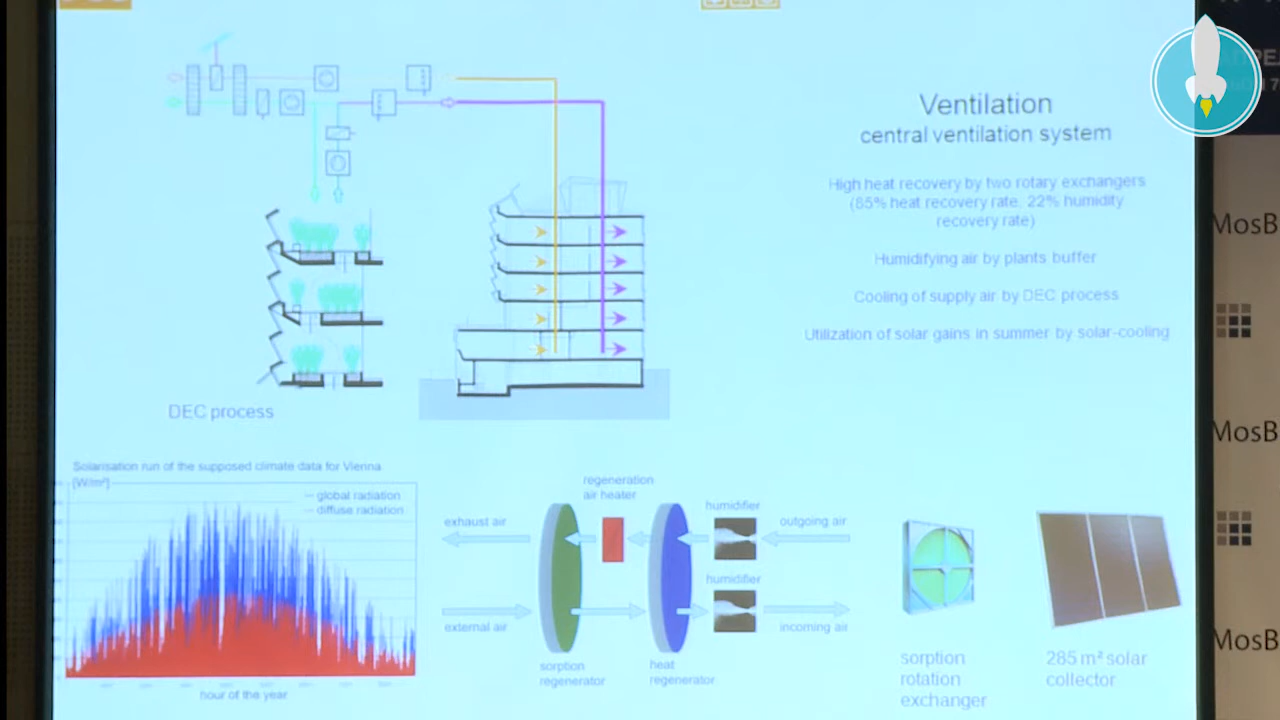 Ventilation
central ventilation system
High heat recovery by two rotary exchangers
(85% heat recovery rate, 22% humidity
recovery rate)
Humidifying air by plants buffer
Cooling of supply air by DEC process
Utilization of solar gains in summer by solar-cooling
DEC process
Solarisation run of the supposed climate data for Vienna
[W/m²]
global radiation
diffuse radiation
hour of the year
regeneration
air heater
exhaust air
humidifier
outgoing air
humidifier
external air
incoming air
sorption
regenerator
heat
regenerator
sorption
rotation
exchanger
285 m² solar
collector
MosB
MosB
MosB